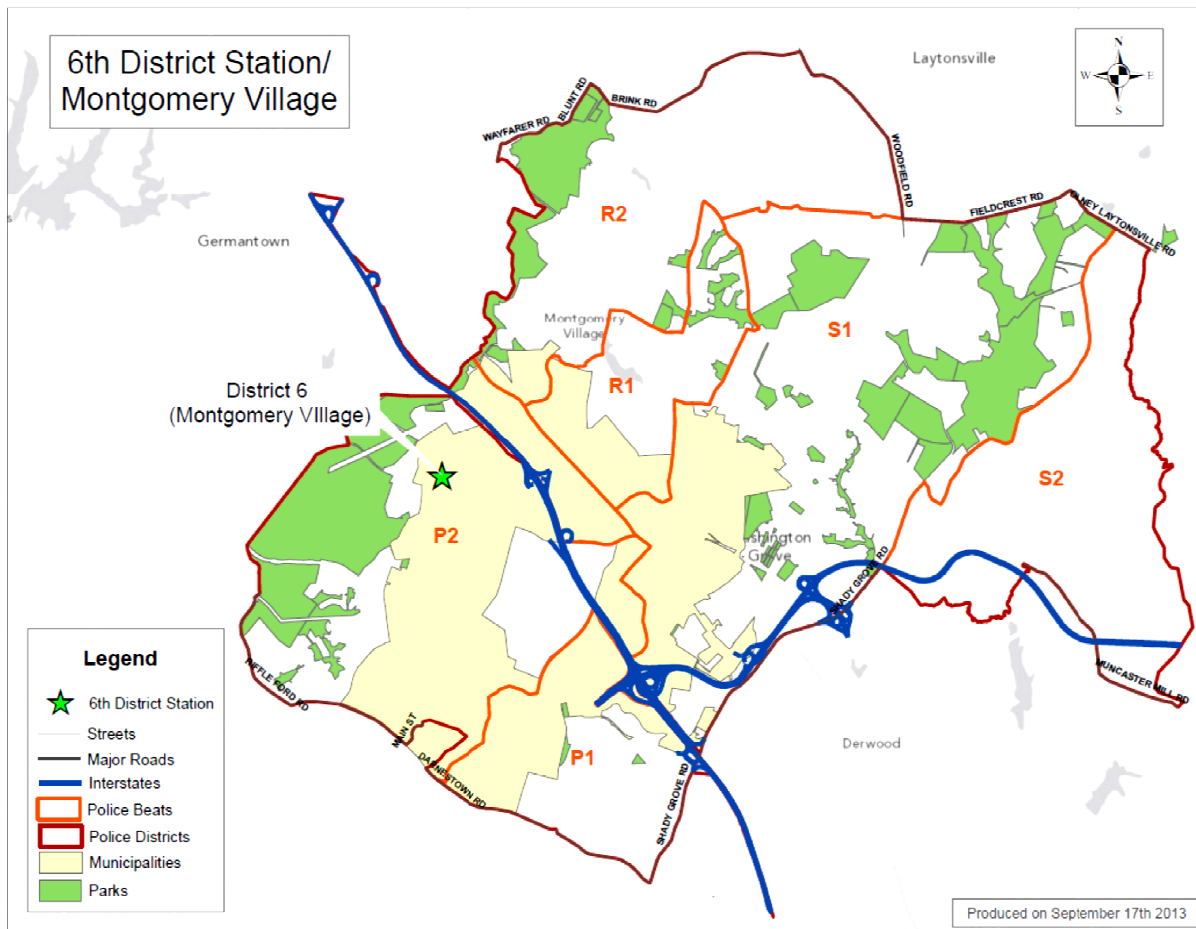 6th District Station/
Montgomery Village
Laytonsville
N
W
E
S
BLUNT RD
BRINK RD
WAYFARER RD
WOODFIELD RD
R2
FIELDCREST RD
OLNEY LAYTONSVILLE RD
Germantown
Montgomery
Village
S1
R1
District 6
(Montgomery VIllage)
S2
P2
shington
Grove
SHADY GROVE RD
RIFFLE FORD RD
MAIN ST
DARNESTOWN RD
P1
SHADY GROVE RD
MUNCASTER MILL RD
Derwood
Legend
6th District Station
Streets
Major Roads
Interstates
Police Beats
Police Districts
Municipalities
Parks
Produced on September 17th 2013